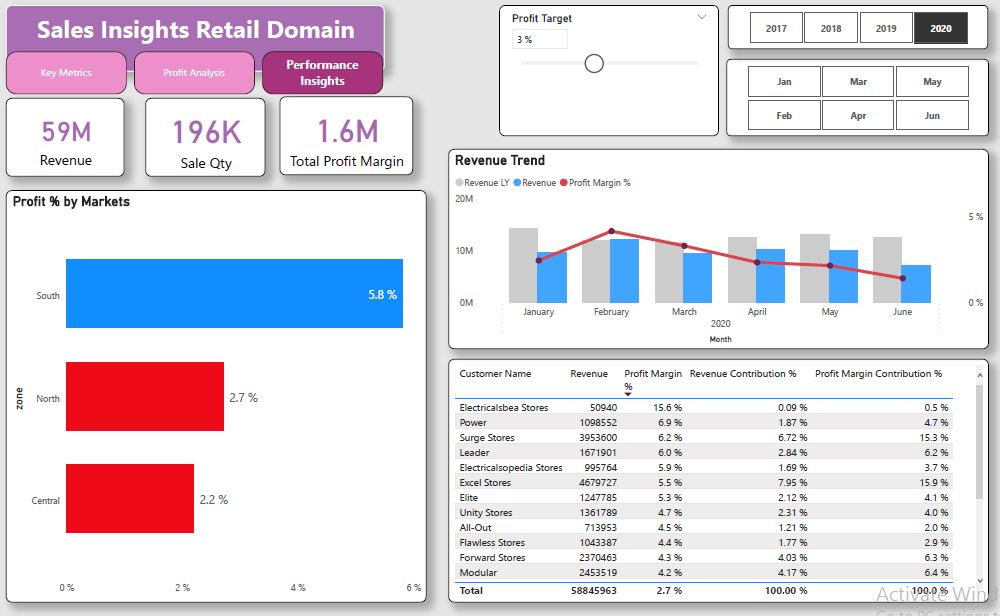 Sales Insights Retail Domain
Key Metrics
Profit Analysis
Performance
Insights
59M
Revenue
196K
Sale Qty
1.6M
Total Profit Margin
Profit Target
3 %
2017
2018
2019
2020
Jan
Mar
May
Feb
Apr
Jun
Profit % by Markets
zone
South
5.8 %
North
2.7 %
Central
2.2 %
0 %
2 %
4 %
6 %
Revenue Trend
Revenue LY Revenue Profit Margin %
20M
10M
0M
5 %
0 %
January February March April May June
2020
Month
Customer Name Revenue Profit Margin Revenue Contribution % Profit Margin Contribution %
%
Electricalsbea Stores 50940 15.6 % 0.09 % 0.5 %
Power 1098552 6.9 % 1.87 % 4.7 %
Surge Stores 3953600 6.2 % 6.72 % 15.3 %
Leader 1671901 6.0 % 2.84 % 6.2 %
Electricalsopedia Stores 995764 5.9 % 1.69 % 3.7 %
Excel Stores 4679727 5.5 % 7.95 % 15.9 %
Elite 1247785 5.3 % 2.12 % 4.1 %
Unity Stores 1361789 4.7 % 2.31 % 4.0 %
All-Out 713953 4.5 % 1.21 % 2.0 %
Flawless Stores 1043387 4.4 % 1.77 % 2.9 %
Forward Stores 2370463 4.3 % 4.03 % 6.3 %
Modular 2453519 4.2 % 4.17 % 6.4 %
Total 58845963 2.7 % 100.00 % 100.0 %
Activate Wind